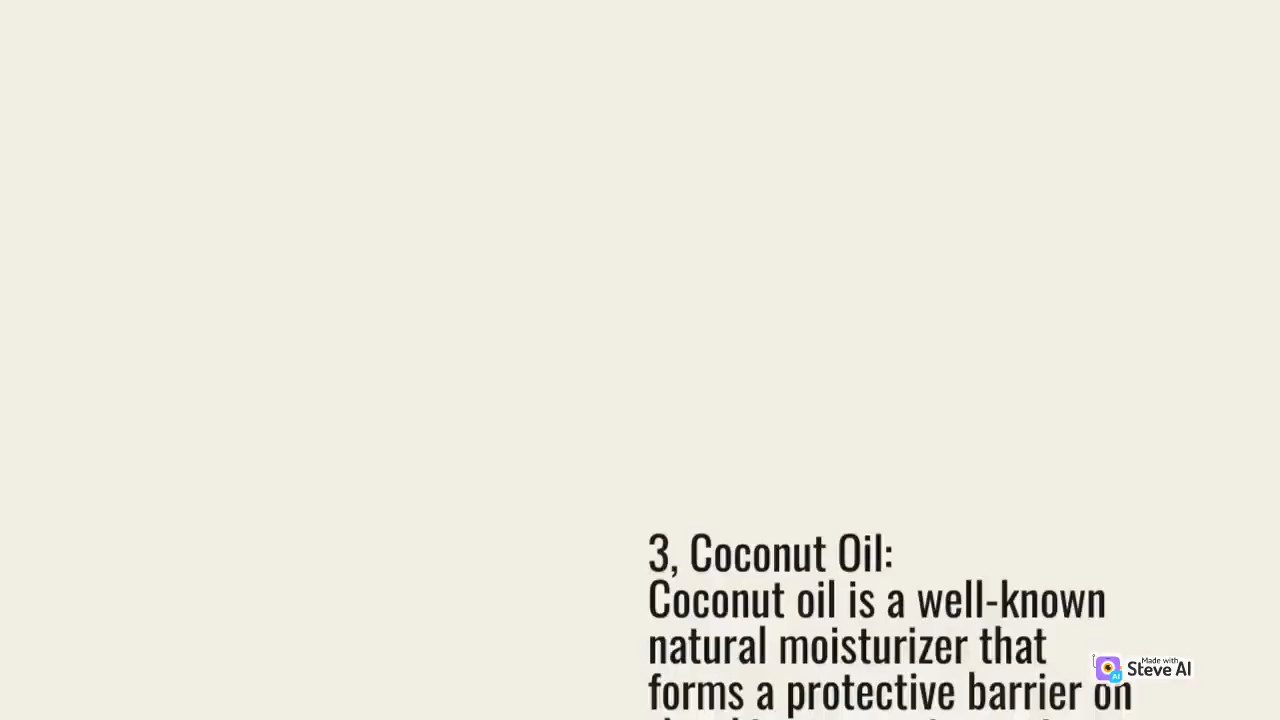 3, Coconut Oil:
Coconut oil is a well-known
natural moisturizer that
forms a protective barrier on
Made with
Steve AI